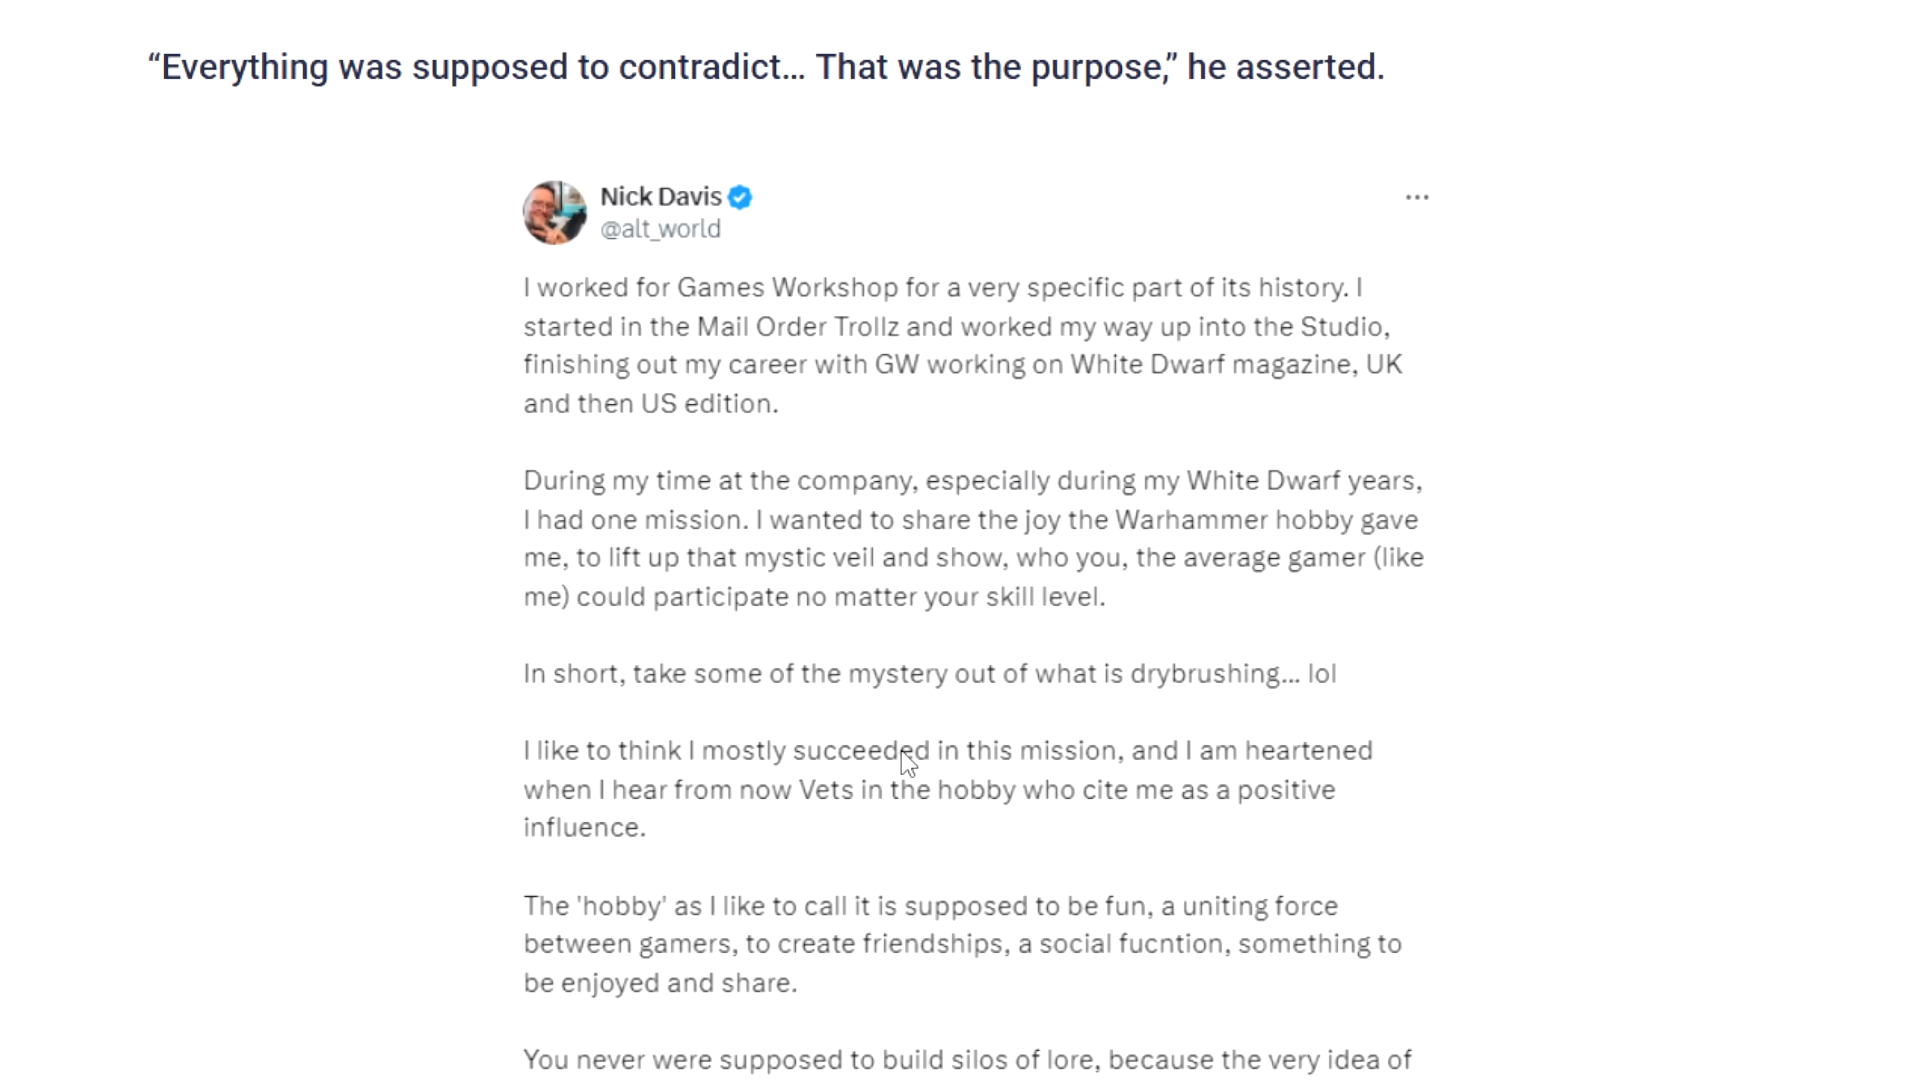 “Everything was supposed to contradict... That was the purpose,” he asserted.
Nick Davis
@alt_world
I worked for Games Workshop for a very specific part of its history. I
started in the Mail Order Trollz and worked my way up into the Studio,
finishing out my career with GW working on White Dwarf magazine, UK
and then US edition.
During my time at the company, especially during my White Dwarf years,
I had one mission. I wanted to share the joy the Warhammer hobby gave
me, to lift up that mystic veil and show, who you, the average gamer (like
me) could participate no matter your skill level.
In short, take some of the mystery out of what is drybrushing... lol
I like to think I mostly succeeded in this mission, and I am heartened
when I hear from now Vets in the hobby who cite me as a positive
influence.
The 'hobby' as I like to call it is supposed to be fun, a uniting force
between gamers, to create friendships, a social fucntion, something to
be enjoyed and share.
You never were supposed to build silos of lore, because the very idea of